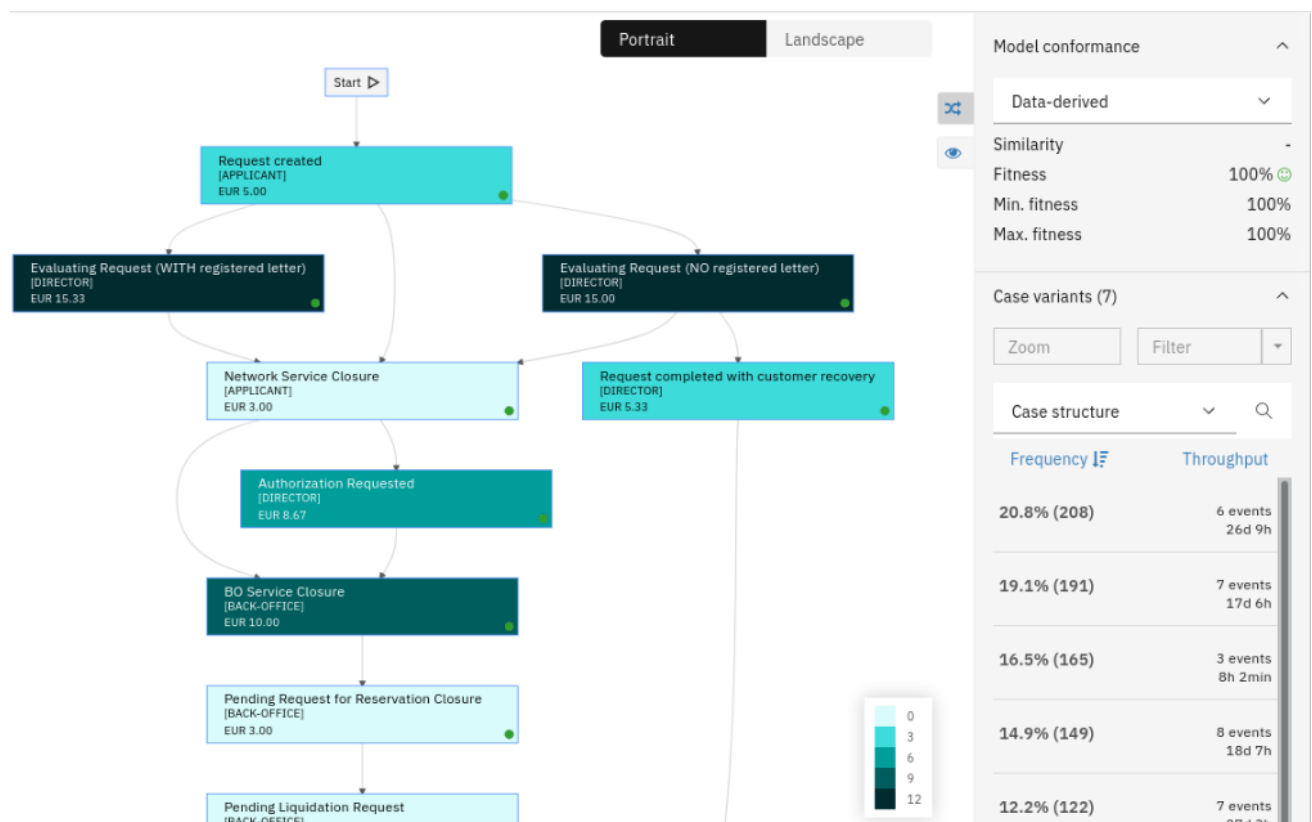 Portrait
Landscape
Start
Request created
[APPLICANT]
EUR 5.00
Evaluating Request (WITH registered letter)
[DIRECTOR]
EUR 15.33
Evaluating Request (NO registered letter)
[DIRECTOR]
EUR 15.00
Network Service Closure
[APPLICANT]
EUR 3.00
Request completed with customer recovery
[DIRECTOR]
EUR 5.33
Authorization Requested
[DIRECTOR]
EUR 8.67
BO Service Closure
[BACK-OFFICE]
EUR 10.00
Pending Request for Reservation Closure
[BACK-OFFICE]
EUR 3.00
Pending Liquidation Request
[BACK-OFFICE]
0
3
6
9
12
Model conformance
Data-derived
Similarity -
Fitness 100%
Min. fitness 100%
Max. fitness 100%
Case variants (7)
Zoom
Filter
Case structure
Frequency
Throughput
20.8% (208)
6 events
26d 9h
19.1% (191)
7 events
17d 6h
16.5% (165)
3 events
8h 2min
14.9% (149)
8 events
18d 7h
12.2% (122)
7 events